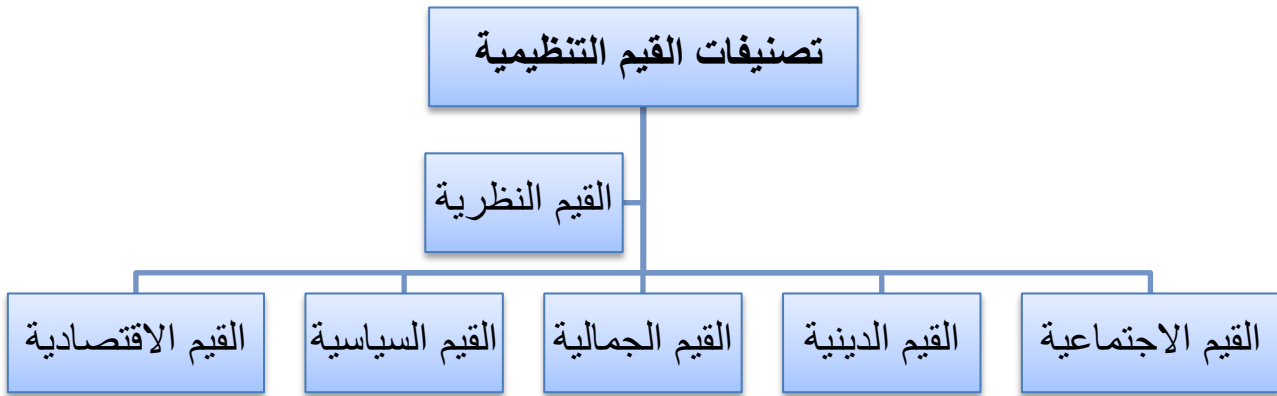 تصنيفات القيم التنظيمية
القيم النظرية
القيم الاجتماعية
القيم الدينية
القيم الجمالية
القيم السياسية
القيم الاقتصادية